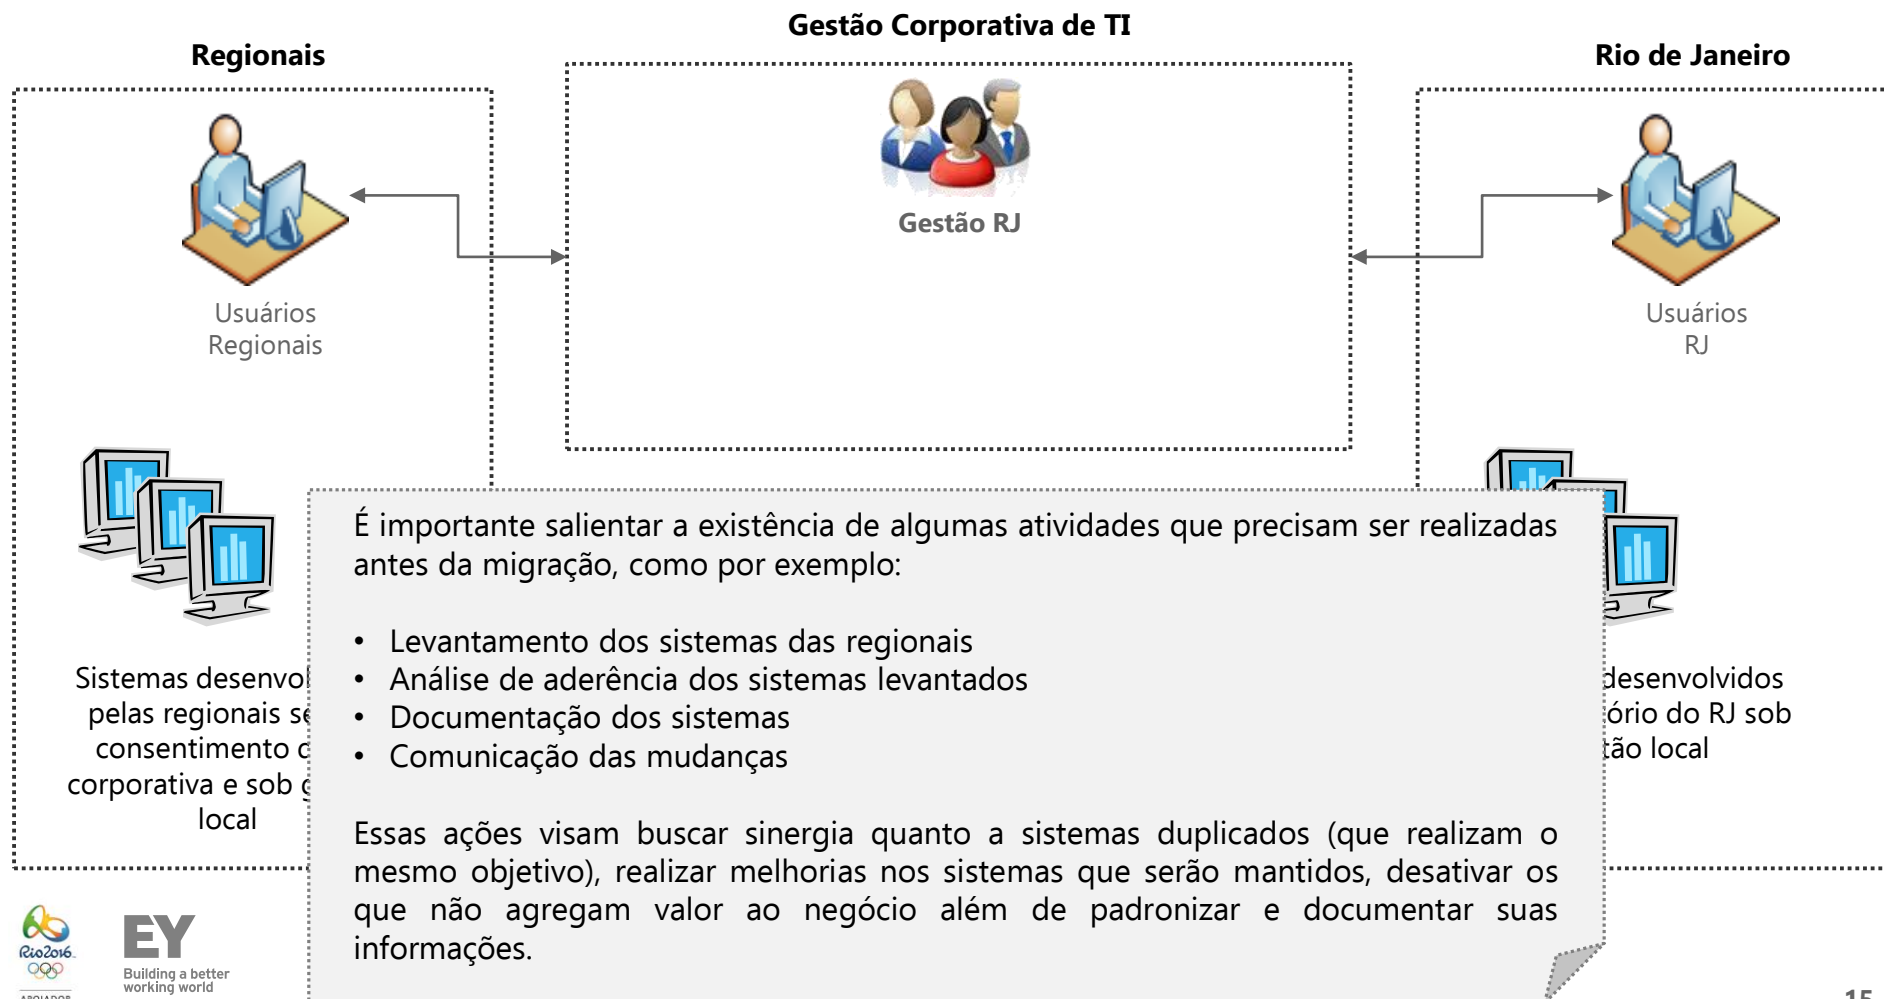 Gestão Corporativa de TI
Regionais
Rio de Janeiro
Gestão RJ
Usuários
Regionais
Usuários
RJ
Sistemas desenvol
pelas regionais se
consentimento
corporativa e sob
local
É importante salientar a existência de algumas atividades que precisam ser realizadas
antes da migração, como por exemplo:
• Levantamento dos sistemas das regionais
• Análise de aderência dos sistemas levantados
• Documentação dos sistemas
• Comunicação das mudanças
Essas ações visam buscar sinergia quanto a sistemas duplicados (que realizam o
mesmo objetivo), realizar melhorias nos sistemas que serão mantidos, desativar os
que não agregam valor ao negócio além de padronizar e documentar suas
informações.
desenvolvidos
ório do RJ sob
tão local
Rio2016
APOIADOR
EY
Building a better
working world
15